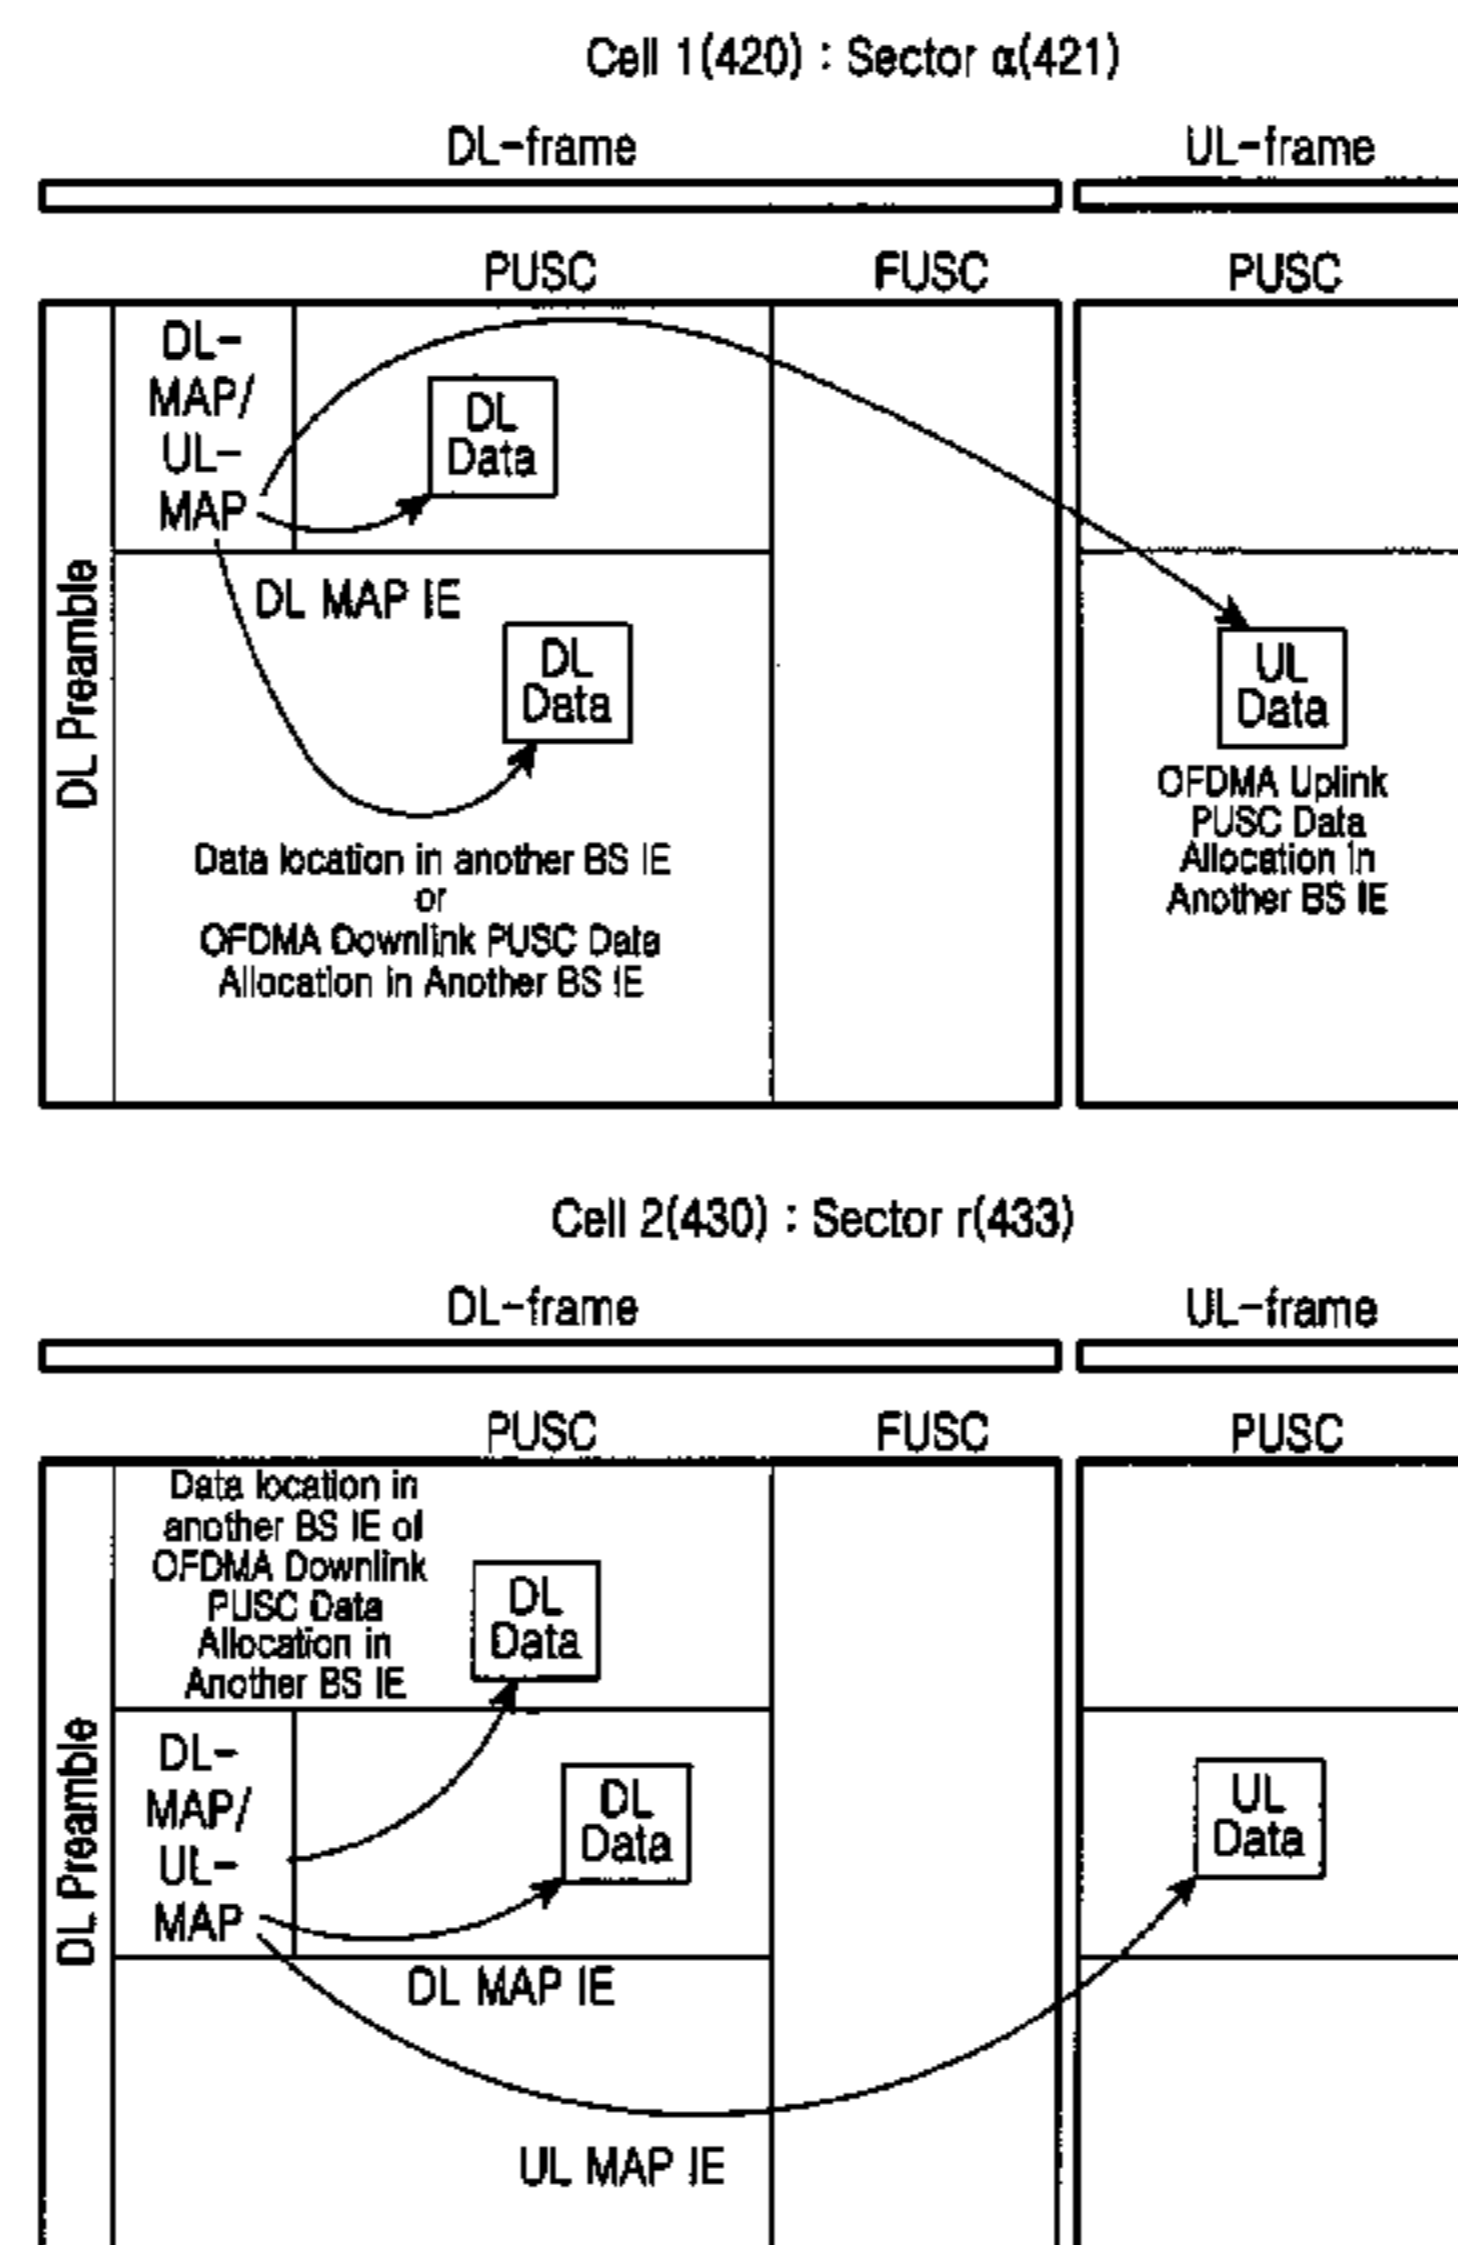 Cell 1(420) : Sector α(421)
DL-frame
UL-frame
PUSC
FUSC
PUSC
DL-
MAP/
UL-
MAP
DL
Data
DL Preamble
DL MAP IE
DL
Data
UL
Data
Data location in another BS IE
or
OFDMA Downlink PUSC Data
Allocation in Another BS IE
OFDMA Uplink
PUSC Data
Allocation in
Another BS IE
Cell 2(430) : Sector r(433)
DL-frame
UL-frame
PUSC
FUSC
PUSC
Data location in
another BS IE of
OFDMA Downlink
PUSC Data
Allocation in
Another BS IE
DL
Data
DL Preamble
DL-
MAP/
UL-
MAP
DL
Data
UL
Data
DL MAP IE
UL MAP IE